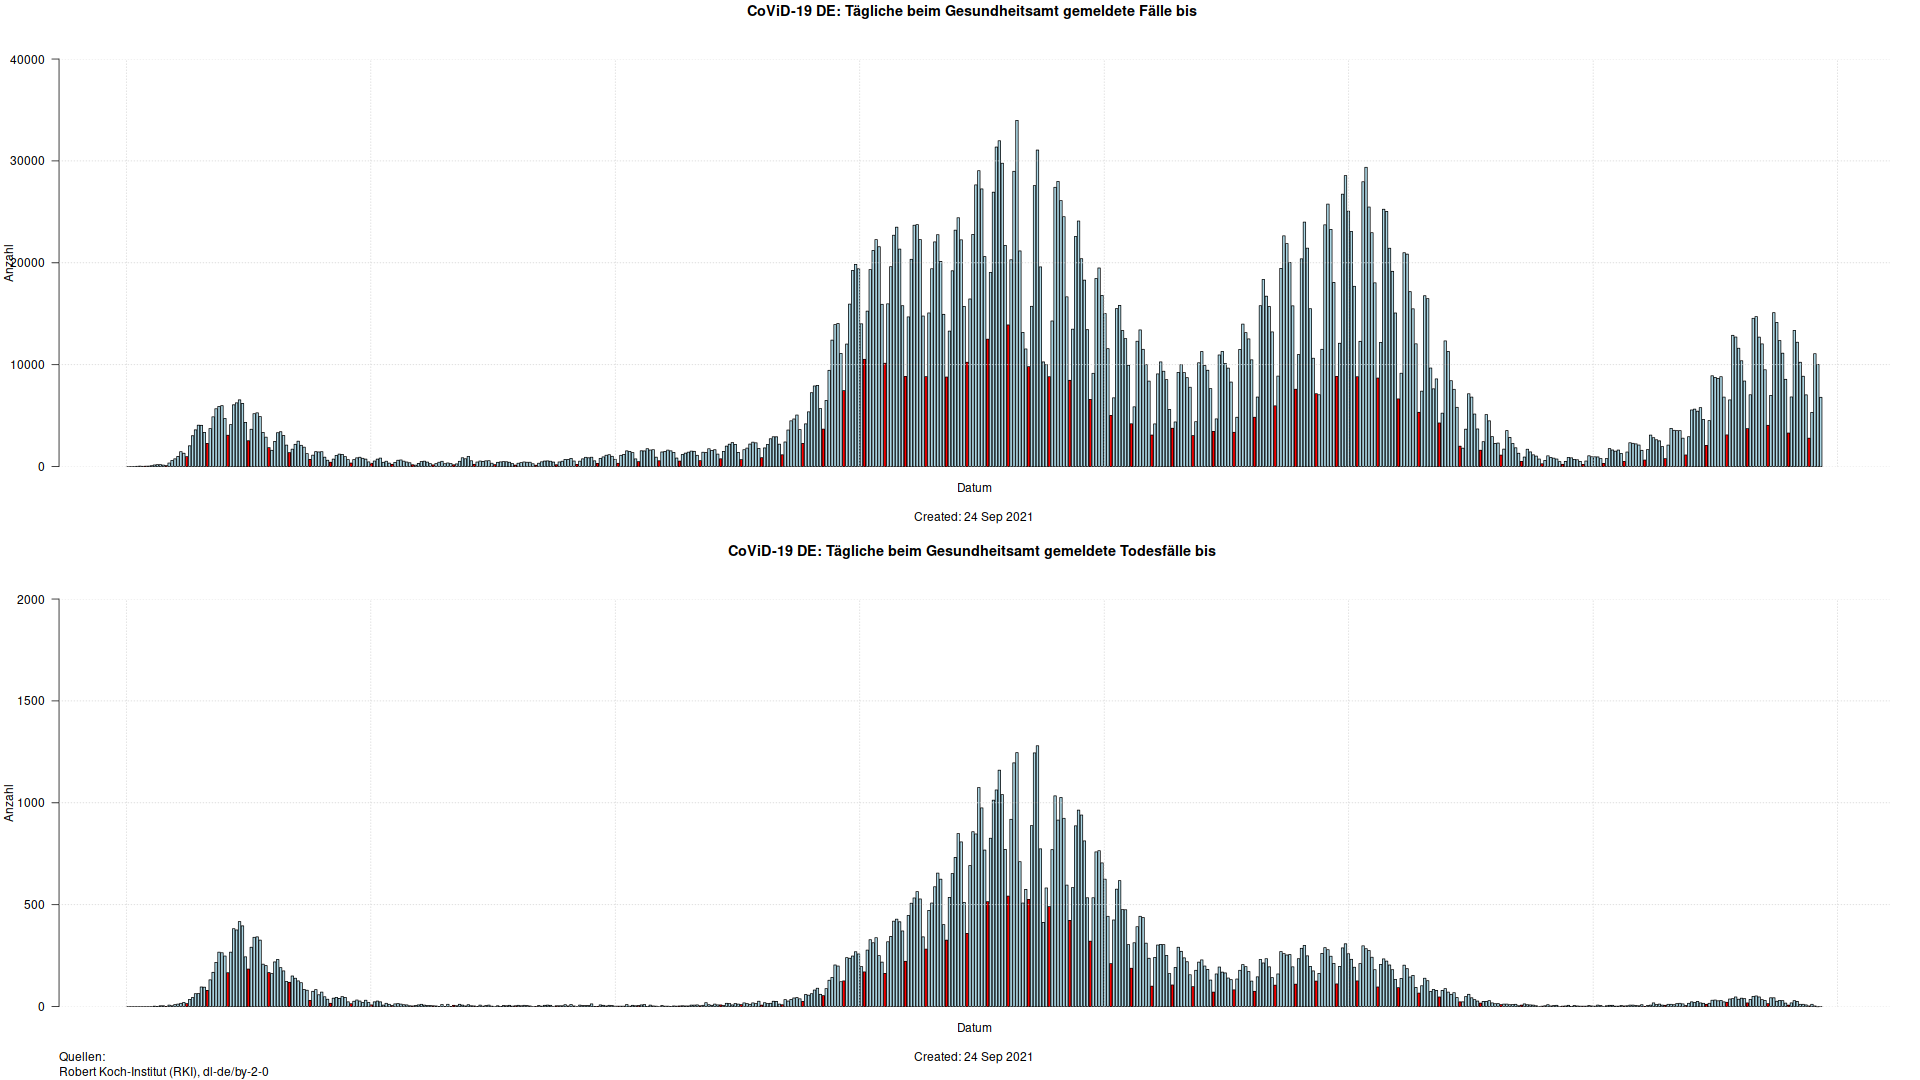 CoViD-19 DE: Tägliche beim Gesundheitsamt gemeldete Fälle bis
40000
30000
20000
10000
0
Anzahl
Datum
Created: 24 Sep 2021
CoViD-19 DE: Tägliche beim Gesundheitsamt gemeldete Todesfälle bis
2000
1500
1000
500
0
Anzahl
Datum
Created: 24 Sep 2021
Quellen:
Robert Koch-Institut (RKI), dl-de/by-2-0